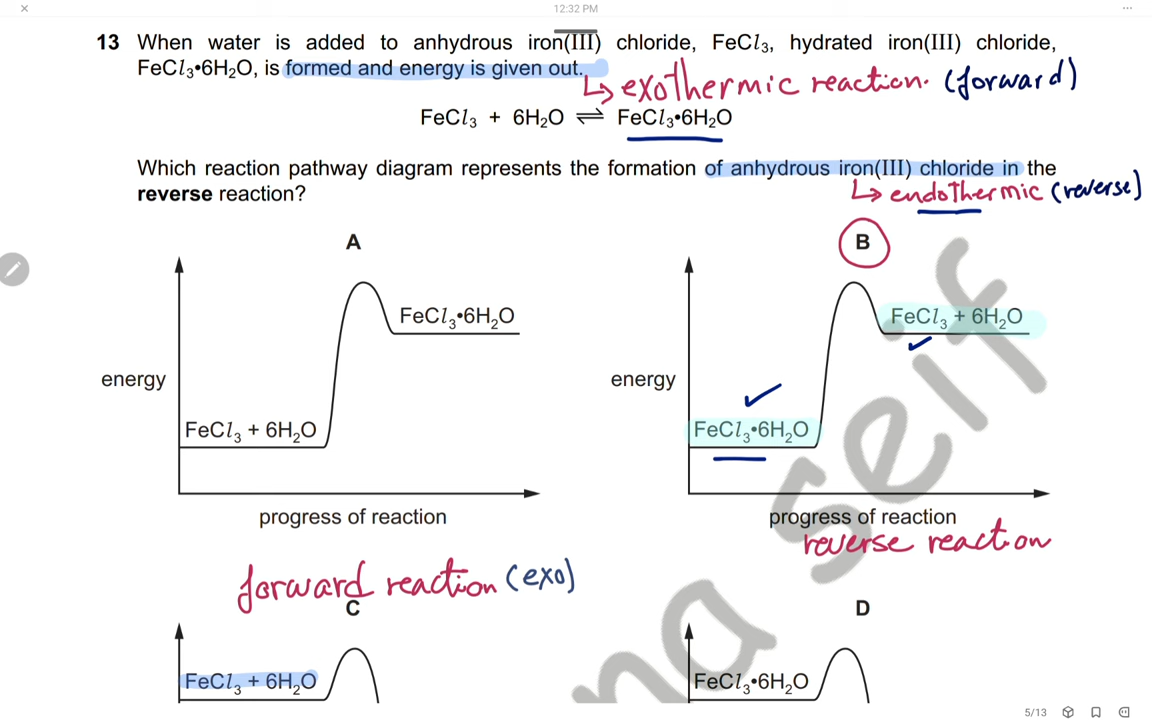 12:32 PM
13 When water is added to anhydrous iron(III) chloride, FeCl₃, hydrated iron(III) chloride,
FeCl₃•6H₂O, is formed and energy is given out.
↳ exothermic reaction. (forward)
FeCl₃ + 6H₂O ⇌ FeCl₃•6H₂O
Which reaction pathway diagram represents the formation of anhydrous iron(III) chloride in the
reverse reaction?
↳ endothermic (reverse)
A
energy
FeCl₃ + 6H₂O
FeCl₃•6H₂O
progress of reaction
B
energy
FeCl₃•6H₂O
FeCl₃ + 6H₂O
progress of reaction
reverse reaction
forward reaction (exo)
C
FeCl₃ + 6H₂O
D
FeCl₃•6H₂O
na seif
5/13